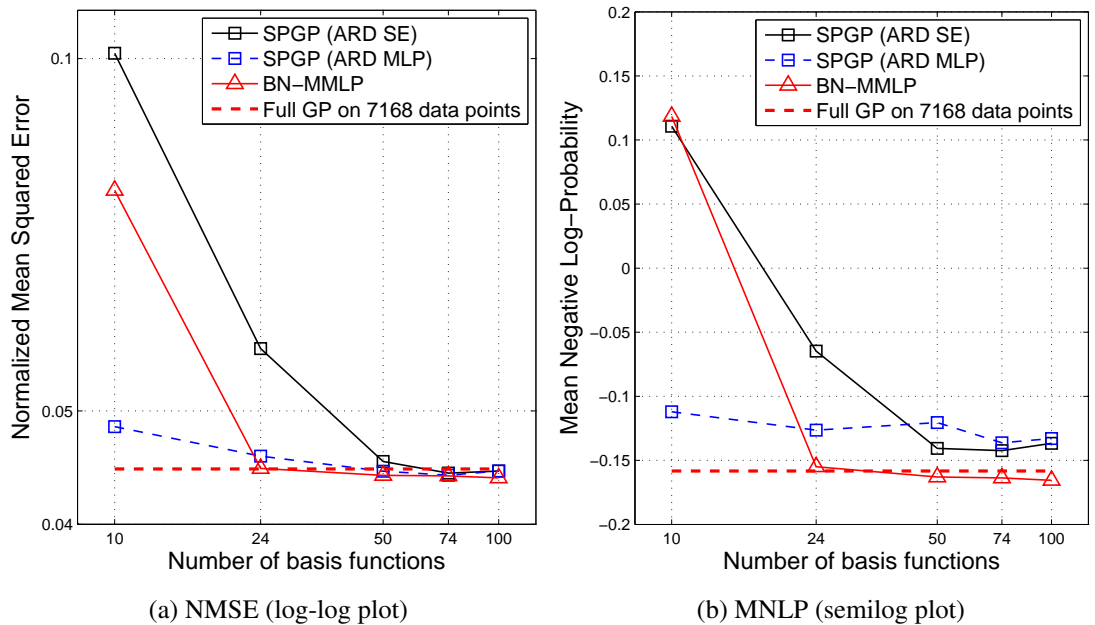 SPGP (ARD SE)
SPGP (ARD MLP)
BN−MMLP
Full GP on 7168 data points
0.1
0.05
0.04
Normalized Mean Squared Error
10 24 50 74 100
Number of basis functions
(a) NMSE (log-log plot)
SPGP (ARD SE)
SPGP (ARD MLP)
BN−MMLP
Full GP on 7168 data points
0.2
0.15
0.1
0.05
0
−0.05
−0.1
−0.15
−0.2
Mean Negative Log−Probability
10 24 50 74 100
Number of basis functions
(b) MNLP (semilog plot)